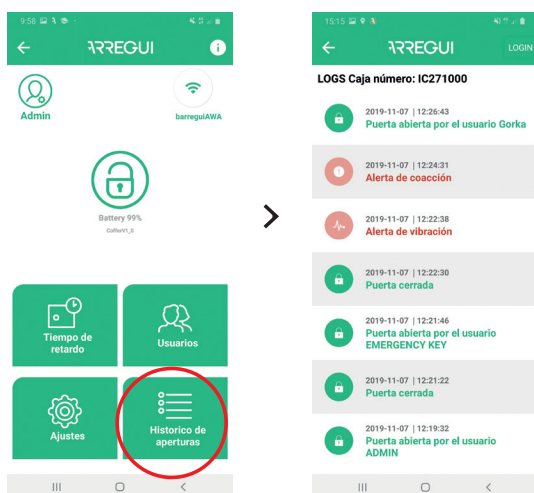 9:56
ARREGUI
Admin
barreguiAWA
Battery 99%
CofferV1_0
Tiempo de
retardo
Usuarios
Ajustes
Historico de
aperturas
>
15:15
ARREGUI
LOGIN
LOGS Caja número: IC271000
2019-11-07 | 12:26:43
Puerta abierta por el usuario Gorka
2019-11-07 | 12:24:31
Alerta de coacción
2019-11-07 | 12:22:38
Alerta de vibración
2019-11-07 | 12:22:30
Puerta cerrada
2019-11-07 | 12:21:46
Puerta abierta por el usuario
EMERGENCY KEY
2019-11-07 | 12:21:22
Puerta cerrada
2019-11-07 | 12:19:32
Puerta abierta por el usuario
ADMIN